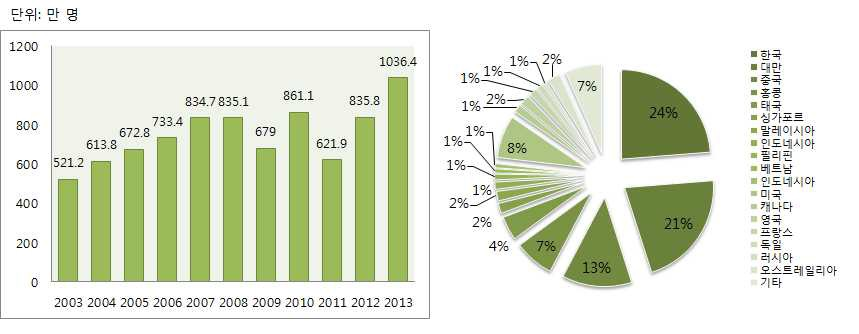 단위: 만 명
1200
1000
800
600
400
200
0
521.2
613.8
672.8
733.4
834.7
835.1
679
861.1
621.9
835.8
1036.4
2003 2004 2005 2006 2007 2008 2009 2010 2011 2012 2013
24%
21%
13%
7%
4%
2%
2%
1%
1%
1%
1%
8%
1%
2%
1%
1%
1%
2%
7%
한국
대만
중국
홍콩
태국
싱가포르
말레이시아
인도네시아
필리핀
베트남
인도네시아
미국
캐나다
영국
프랑스
독일
러시아
오스트레일리아
기타